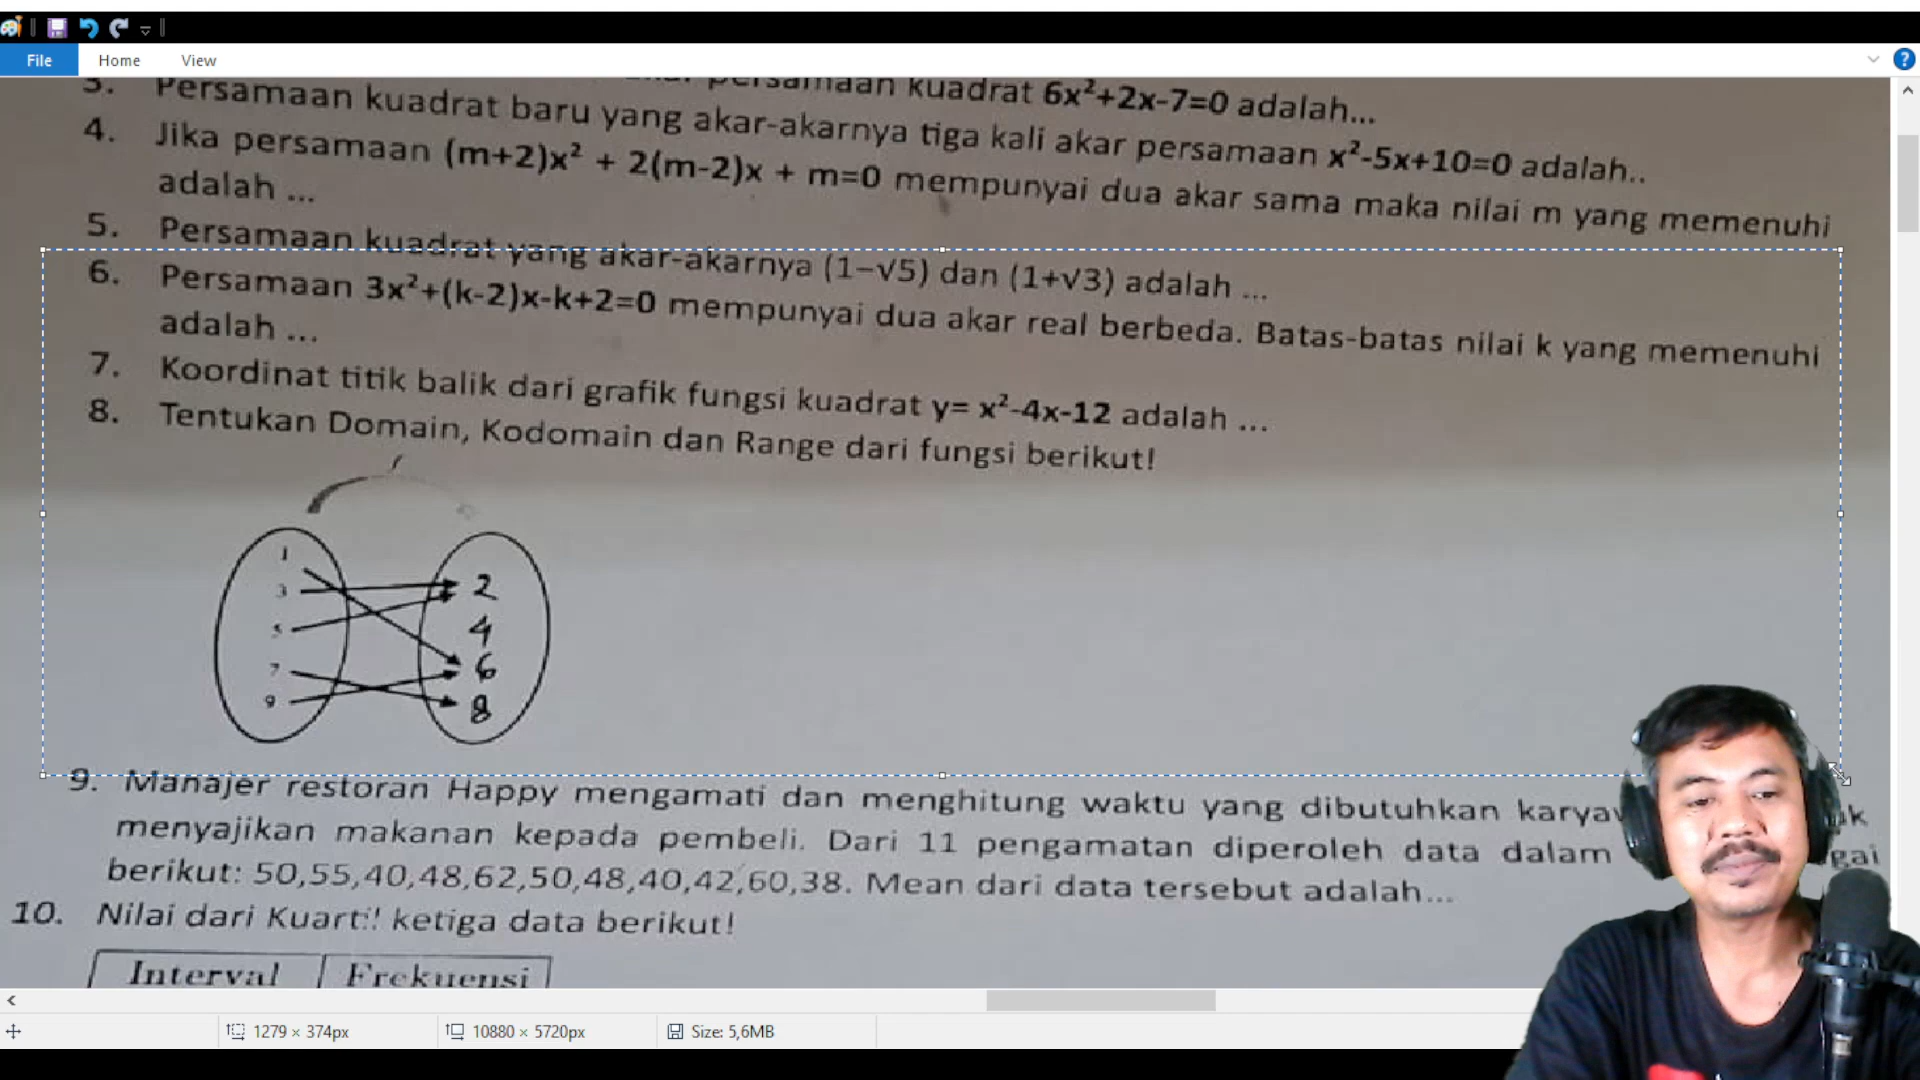 File Home View
persamaan kuadrat 6x²+2x-7=0 adalah...
3. Persamaan kuadrat baru yang akar-akarnya tiga kali akar persamaan x²-5x+10=0 adalah..
4. Jika persamaan (m+2)x² + 2(m-2)x + m=0 mempunyai dua akar sama maka nilai m yang memenuhi
adalah ...
5. Persamaan kuadrat yang akar-akarnya (1−√5) dan (1+√3) adalah ...
6. Persamaan 3x²+(k-2)x-k+2=0 mempunyai dua akar real berbeda. Batas-batas nilai k yang memenuhi
adalah ...
7. Koordinat titik balik dari grafik fungsi kuadrat y= x²-4x-12 adalah ...
8. Tentukan Domain, Kodomain dan Range dari fungsi berikut!
1
3 2
5 4
7 6
9 8
9. Manajer restoran Happy mengamati dan menghitung waktu yang dibutuhkan
menyajikan makanan kepada pembeli. Dari 11 pengamatan diperoleh data dalam
berikut: 50,55,40,48,62,50,48,40,42,60,38. Mean dari data tersebut adalah...
10. Nilai dari ketiga data berikut!
Interval Frekuensi
1279 × 374px 10880 × 5720px Size: 5,6MB